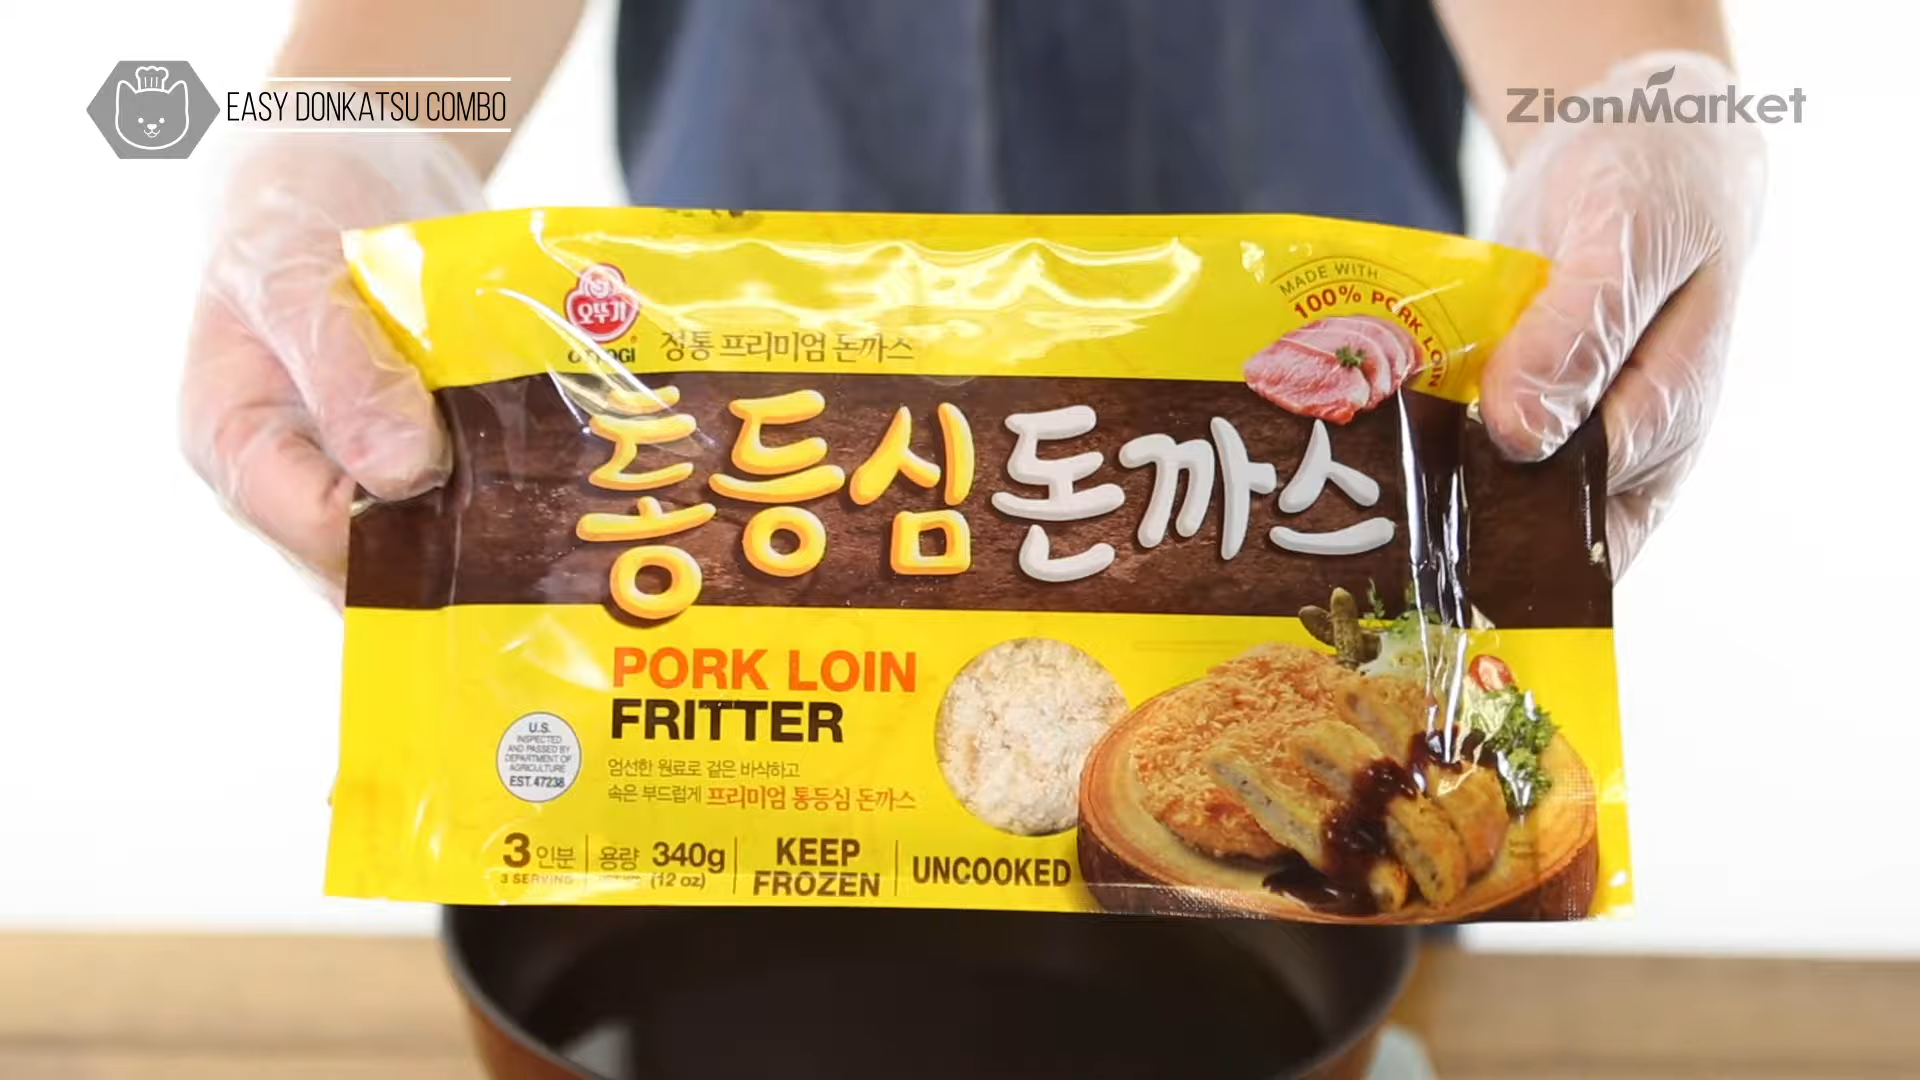 EASY DONKATSU COMBO
ZionMarket
MADE WITH
100% PORK LOIN
오뚜기
OTTOGI
정통 프리미엄 돈까스
통등심 돈까스
PORK LOIN
FRITTER
U.S.
INSPECTED
AND PASSED BY
DEPARTMENT OF
AGRICULTURE
EST. 47238
엄선한 원료로 겉은 바삭하고
속은 부드럽게 프리미엄 통등심 돈까스
3 인분
3 SERVING
용량 340g
(12 oz)
KEEP
FROZEN
UNCOOKED